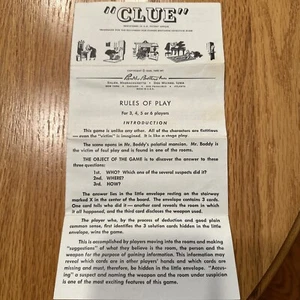 "CLUE"
RULES OF PLAY
For 3, 4, 5 or 6 players
INTRODUCTION
This game is unlike any other. All of the characters are fictitious
— even the "victim" is imagined. It is like a stage play.
The scene opens in Mr. Boddy's palatial mansion. Mr. Boddy is
the victim of foul play and is found in one of the rooms.
THE OBJECT OF THE GAME is to discover the answer to these
three questions:
1st. WHO? Which one of the several suspects did it?
2nd. WHERE?
3rd. HOW?
The answer lies in the little envelope resting on the stairway
marked X in the center of the board. The envelope contains 3 cards.
One card tells who did it — another card reveals the room in which
it all happened, and the third card discloses the weapon used.
The player who, by the process of deduction and good plain
common sense, first identifies the 3 solution cards hidden in the
little envelope, wins the game.
This is accomplished by players moving into the rooms and making
"suggestions" of what they believe is the room, the person and the
weapon for the purpose of gaining information. This information may
reveal which cards are in other players' hands and which cards are
missing and must, therefore, be hidden in the little envelope. "Accus-
ing" a suspect and naming the weapon and the room under suspicion
is one of the most exciting features of this game.